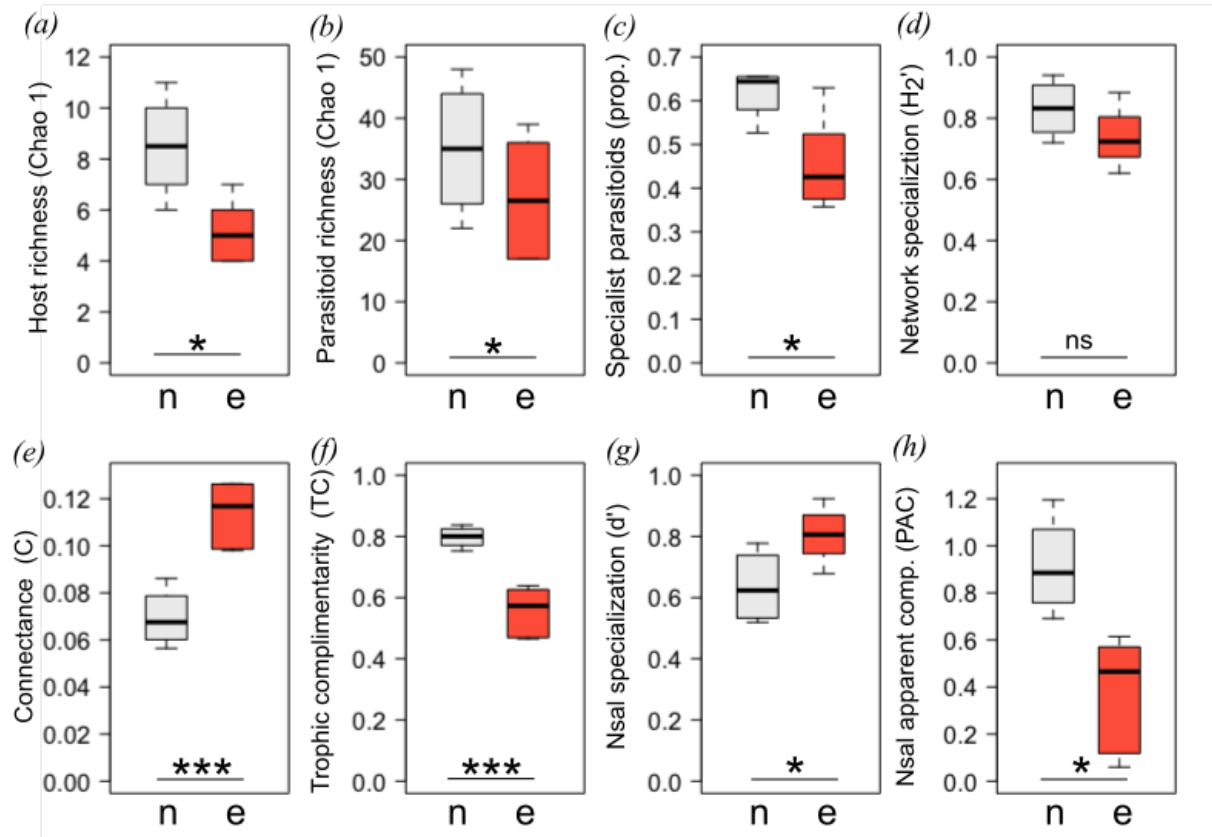 (a)
Host richness (Chao 1)
12
10
8
6
4
2
0
*
n e
(b)
Parasitoid richness (Chao 1)
50
40
30
20
10
0
*
n e
(c)
Specialist parasitoids (prop.)
0.7
0.6
0.5
0.4
0.3
0.2
0.1
0.0
*
n e
(d)
Network specializtion (H2')
1.0
0.8
0.6
0.4
0.2
0.0
ns
n e
(e)
Connectance (C)
0.12
0.10
0.08
0.06
0.04
0.02
0.00
***
n e
(f)
Trophic complimentarity (TC)
1.0
0.8
0.6
0.4
0.2
0.0
***
n e
(g)
Nsal specialization (d')
1.0
0.8
0.6
0.4
0.2
0.0
*
n e
(h)
Nsal apparent comp. (PAC)
1.2
1.0
0.8
0.6
0.4
0.2
0.0
*
n e